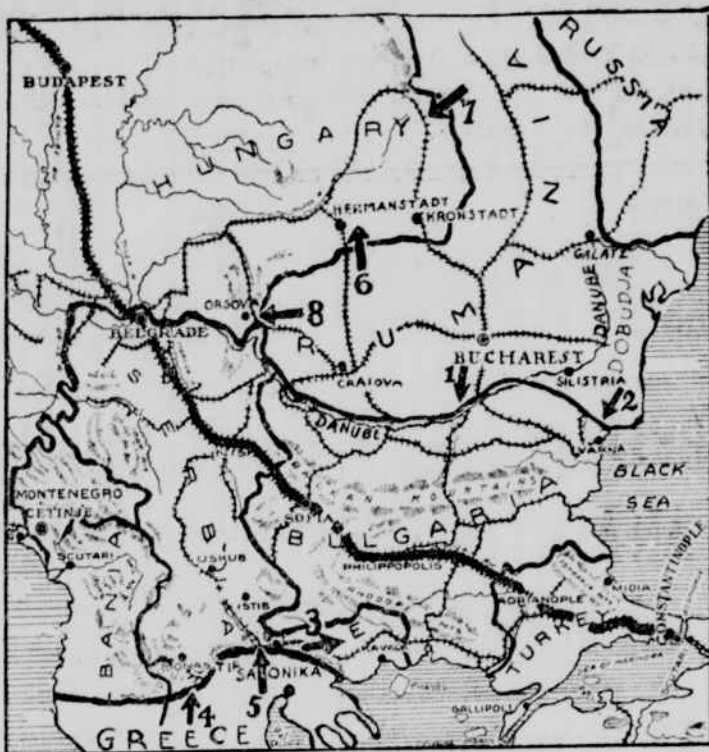 RUSSIA
BUDAPEST
7
HUNGARY
HERMANSTADT
KRONSTADT
6
GALATZ
ORSOVA
8
BELGRADE
DANUBE
DOBUDJA
RUMANIA
BUCHAREST
CRAIOVA
1
SILISTRIA
2
DANUBE
VARNA
SERBIA
NISH
BLACK
SEA
MONTENEGRO
CETINJE
SOFIA
BULGARIA
SCUTARI
USKUB
PHILIPPOPOLIS
MIDIA
ADRIANOPLE
CONSTANTINOPLE
ISTIB
3
TURKEY
ALBANIA
MONASTIR
SALONIKA
KAVALA
GALLIPOLI
4
5
GREECE